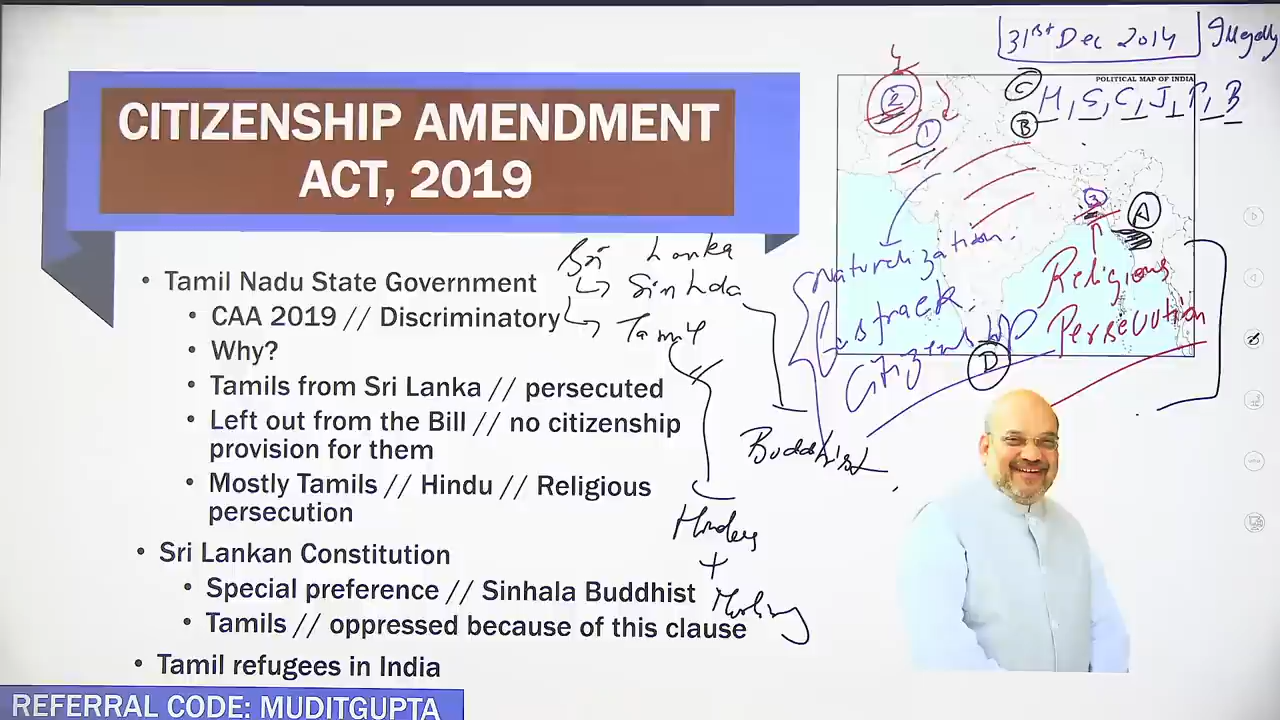 31st Dec 2014 Illegally
POLITICAL MAP OF INDIA
2
C
H, S, C, J, P, B
1
B
CITIZENSHIP AMENDMENT
ACT, 2019
3
A
Sri Lanka
Naturalization.
Religious
• Tamil Nadu State Government
Sinhala
• CAA 2019 // Discriminatory
Tamil
Fastrack
Persecution
• Why?
Citizenship
D
• Tamils from Sri Lanka // persecuted
• Left out from the Bill // no citizenship
provision for them
Buddhist
• Mostly Tamils // Hindu // Religious
persecution
Hindus
+
• Sri Lankan Constitution
• Special preference // Sinhala Buddhist
Muslims
• Tamils // oppressed because of this clause
• Tamil refugees in India
REFERRAL CODE: MUDITGUPTA